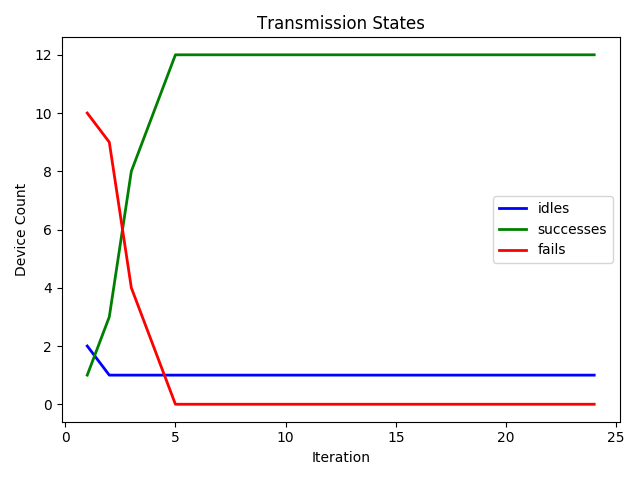 Transmission States
Device Count
12
10
8
6
4
2
0
idles
successes
fails
0 5 10 15 20 25
Iteration